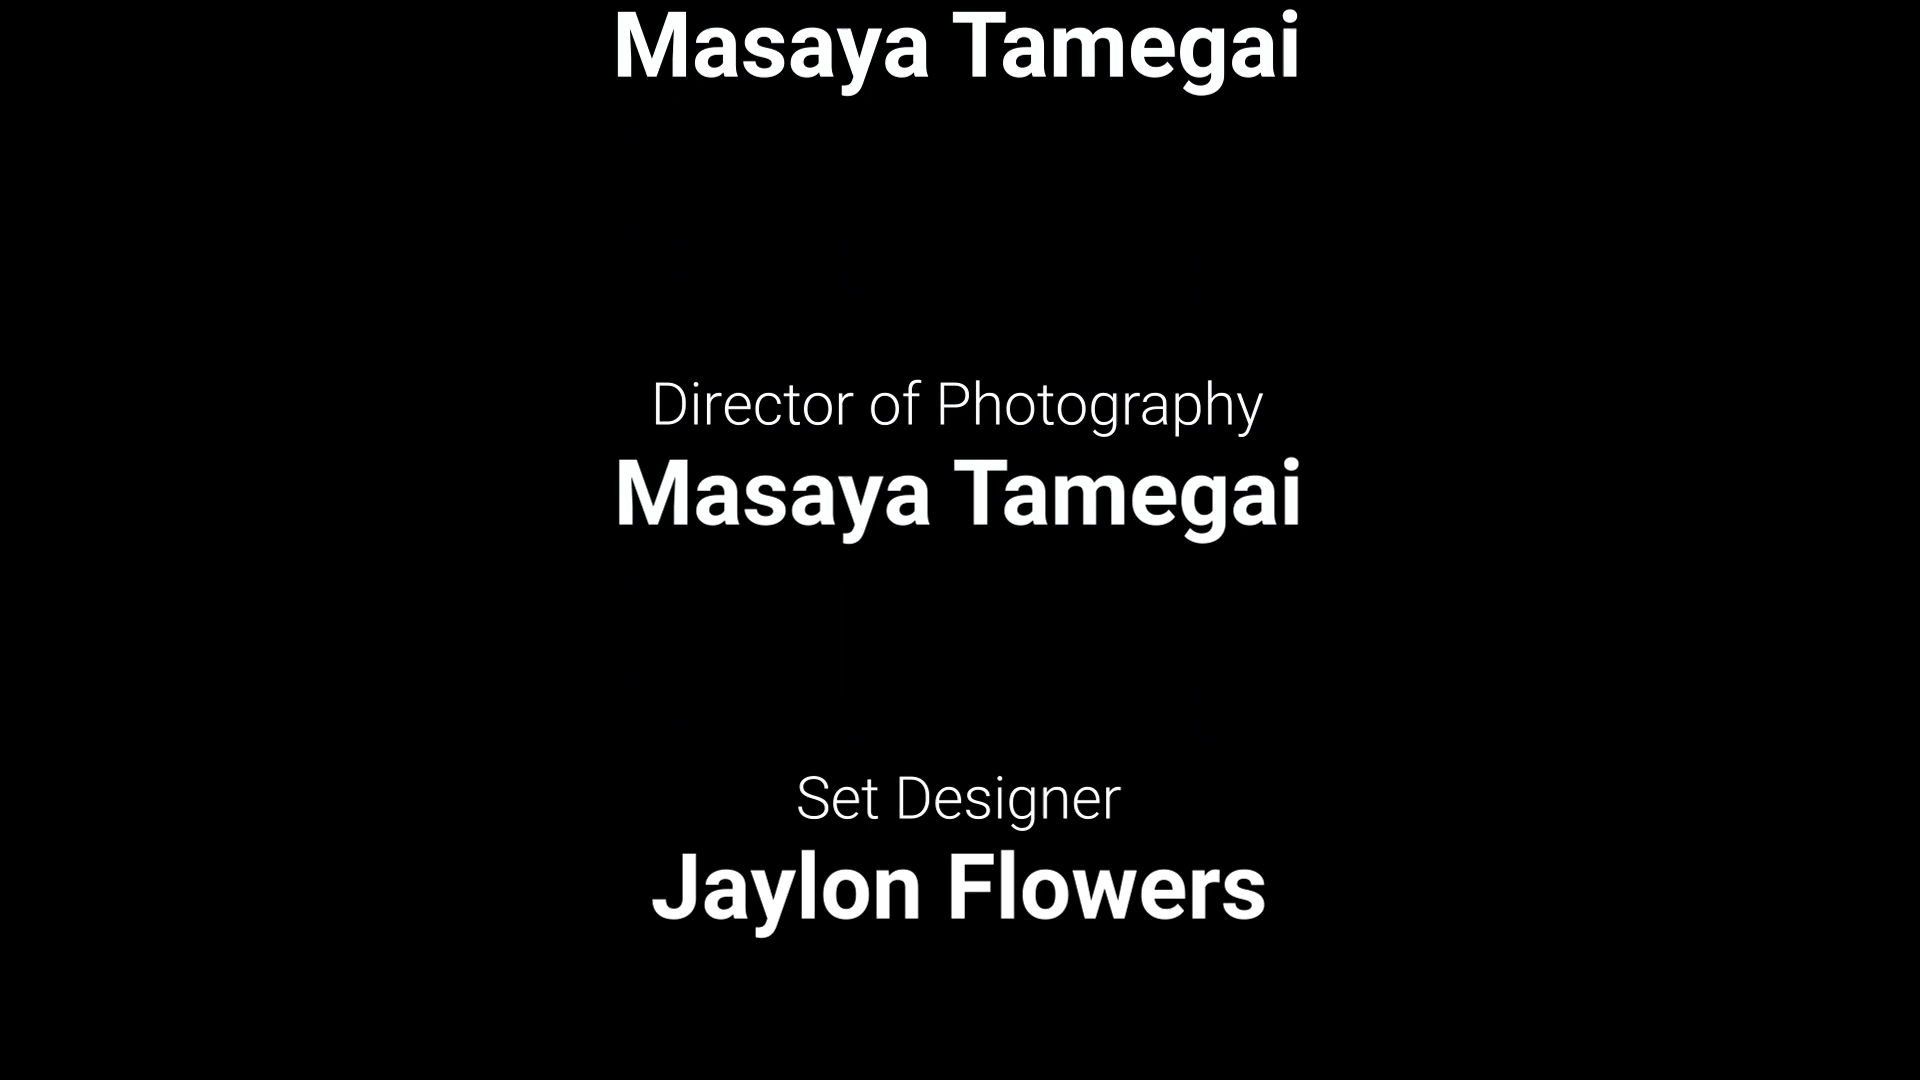 Masaya Tamegai
Director of Photography
Masaya Tamegai
Set Designer
Jaylon Flowers